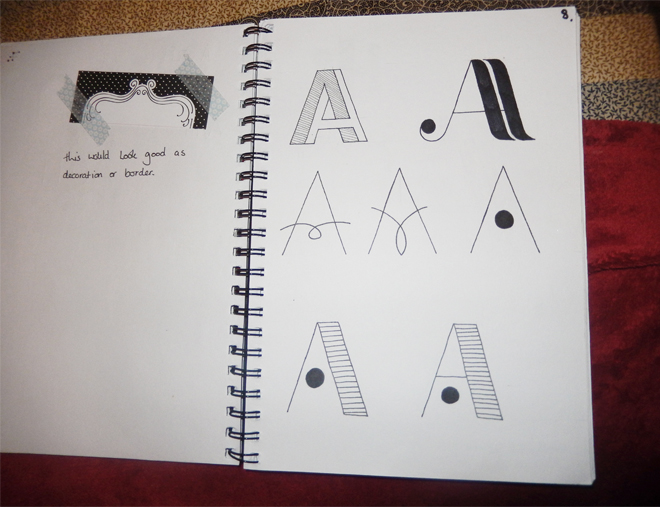 this would look good as
decoration or border.
8.
A A
A A A
A A